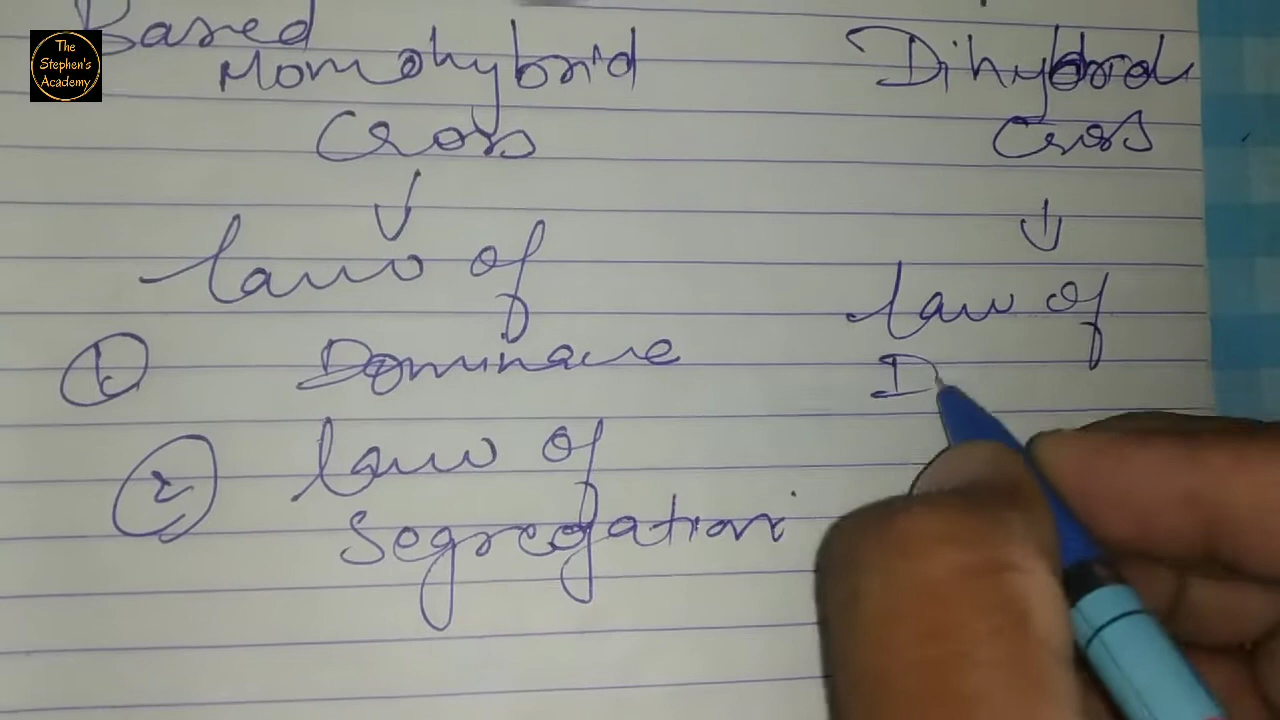 The
Stephen's
Academy
Based
Monohybrid
Cross
Dihybrid
Cross
law of
① Dominance
② law of
Segregation
law of
D